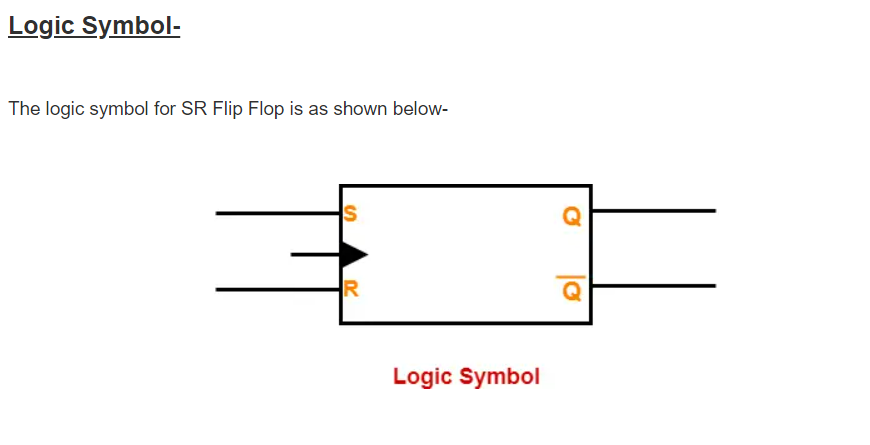 Logic Symbol-
The logic symbol for SR Flip Flop is as shown below-
S
Q
R
Q̅
Logic Symbol